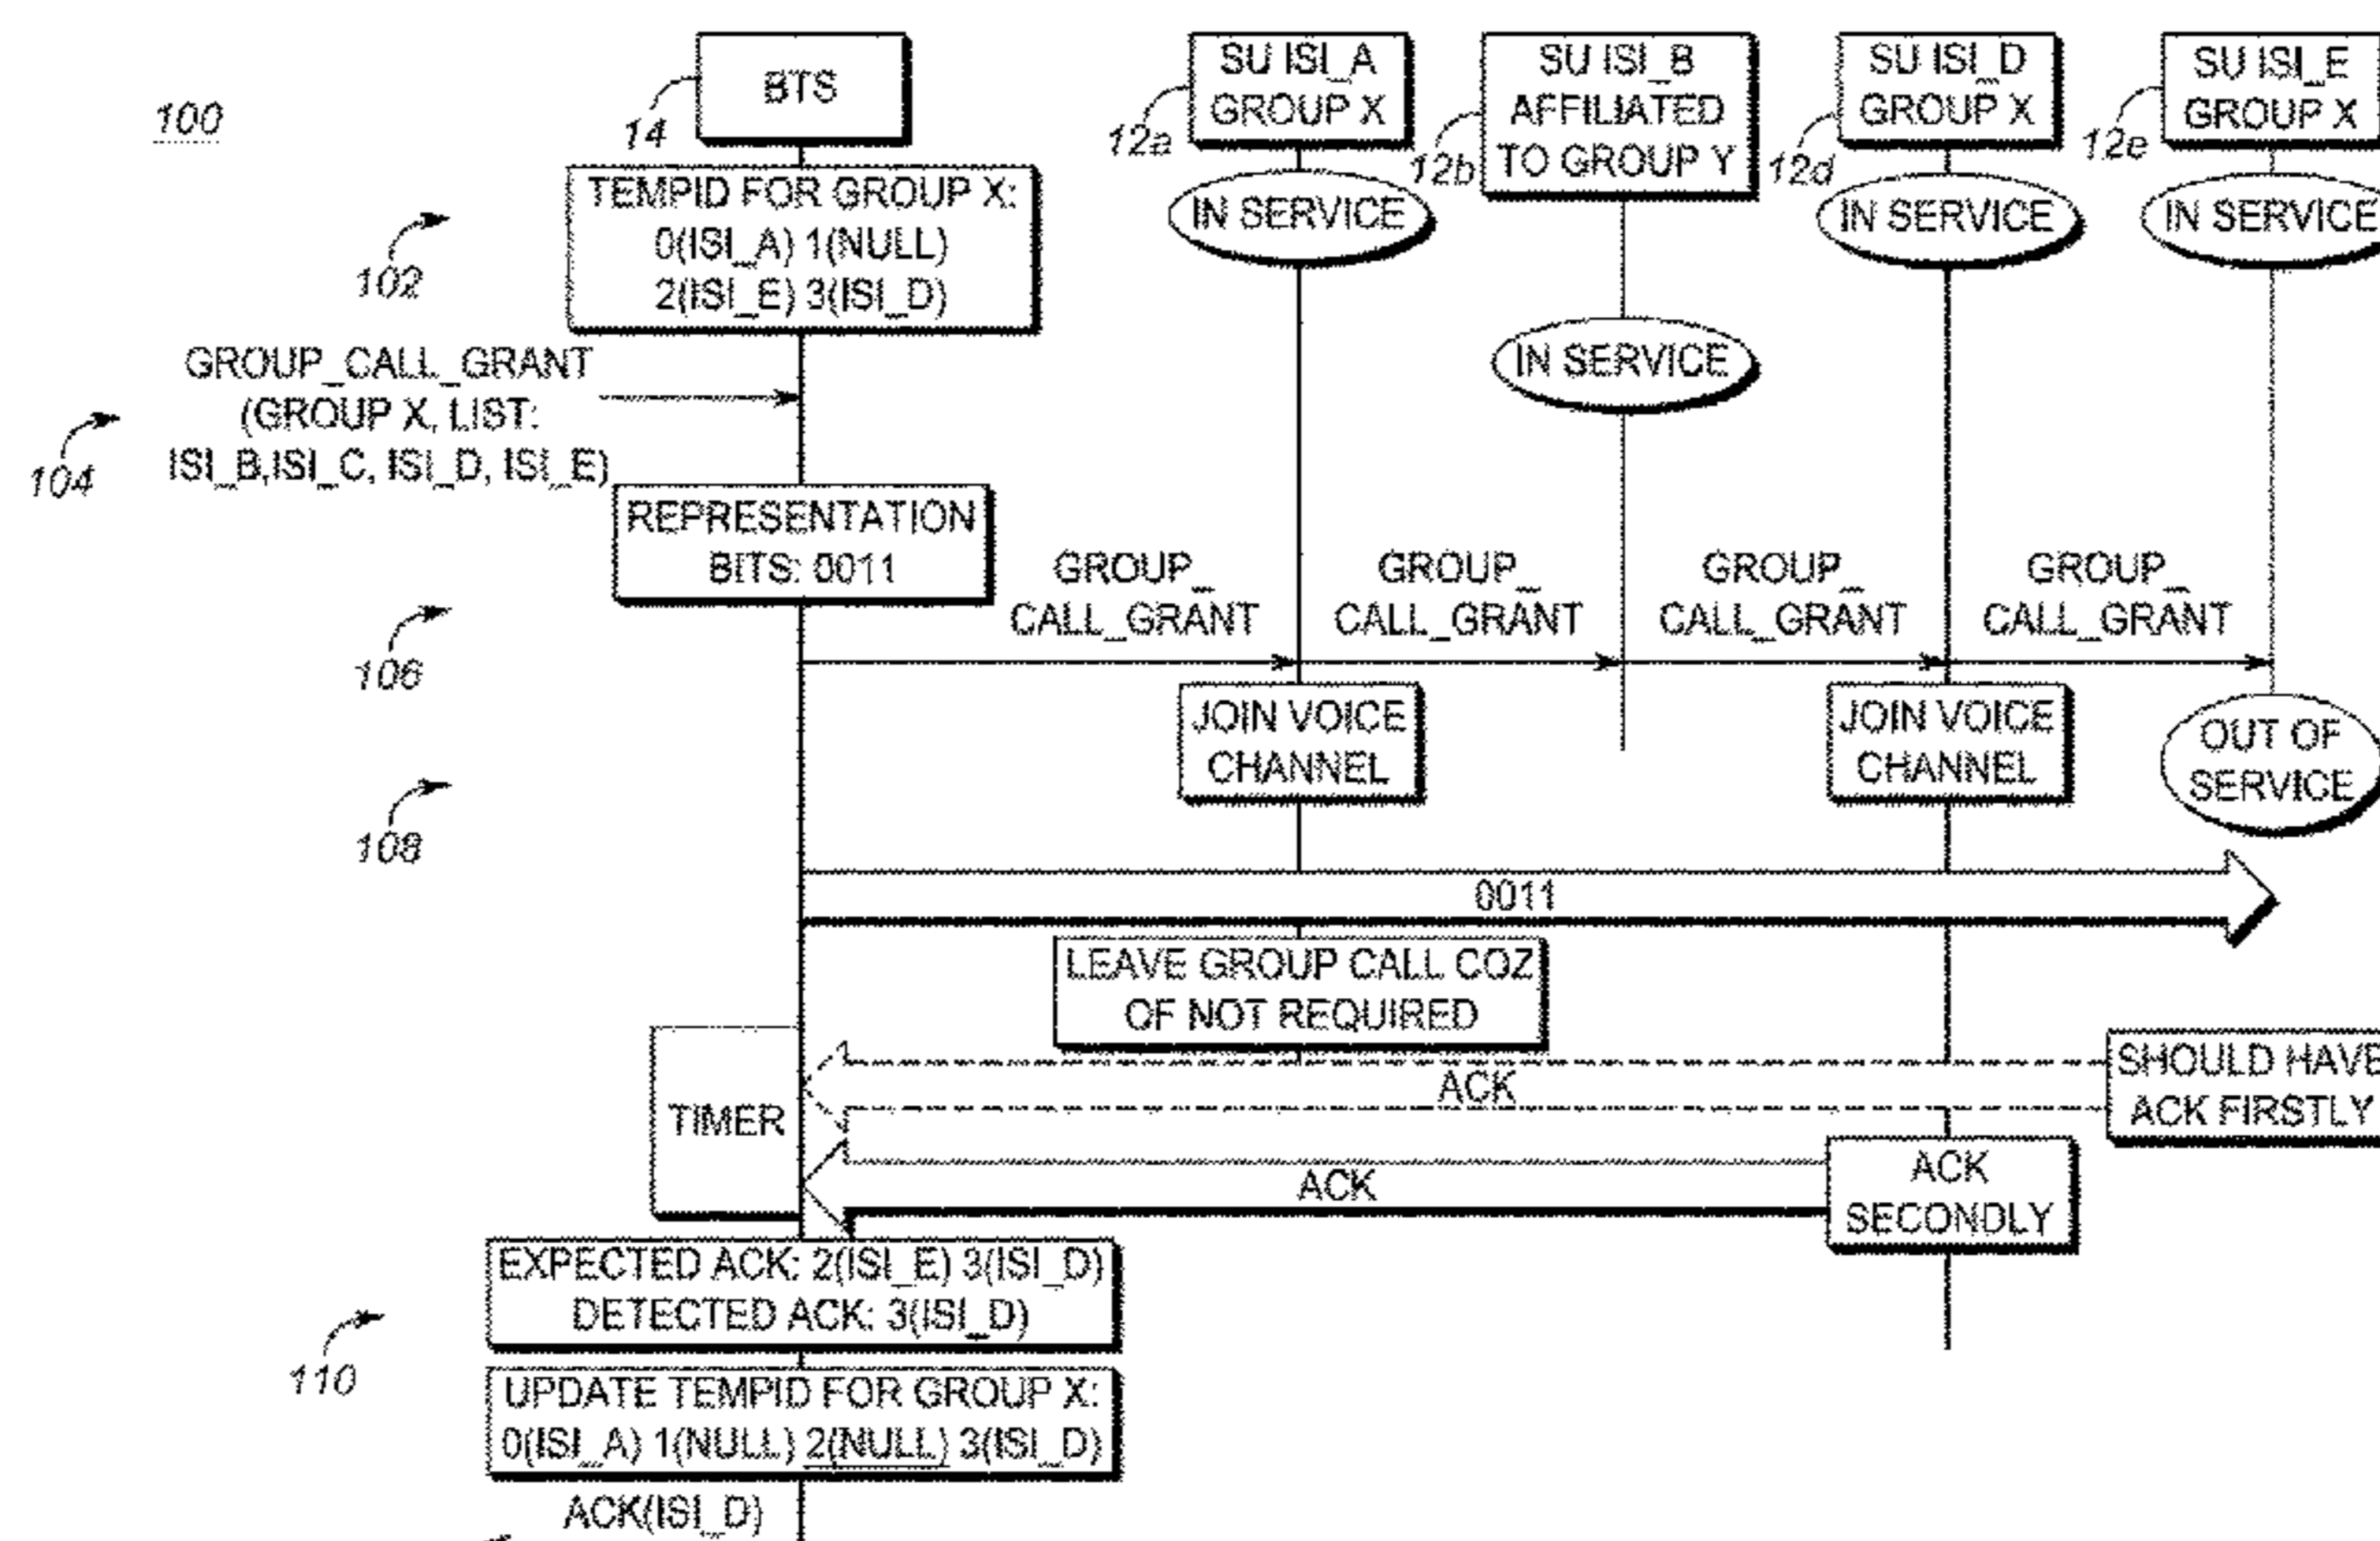 100
BTS
14
SU ISI_A
GROUP X
12a
SU ISI_B
AFFILIATED
TO GROUP Y
12b
SU ISI_D
GROUP X
12d
SU ISI_E
GROUP X
12e
TEMPID FOR GROUP X:
0(ISI_A) 1(NULL)
2(ISI_E) 3(ISI_D)
102
IN SERVICE
IN SERVICE
IN SERVICE
IN SERVICE
GROUP_CALL_GRANT
(GROUP X, LIST:
ISI_B,ISI_C, ISI_D, ISI_E)
104
REPRESENTATION
BITS: 0011
106
GROUP_
CALL_GRANT
GROUP_
CALL_GRANT
GROUP_
CALL_GRANT
GROUP_
CALL_GRANT
JOIN VOICE
CHANNEL
JOIN VOICE
CHANNEL
OUT OF
SERVICE
108
0011
LEAVE GROUP CALL COZ
OF NOT REQUIRED
TIMER
ACK
SHOULD HAVE
ACK FIRSTLY
ACK
ACK
SECONDLY
EXPECTED ACK: 2(ISI_E) 3(ISI_D)
DETECTED ACK: 3(ISI_D)
110
UPDATE TEMPID FOR GROUP X:
0(ISI_A) 1(NULL) 2(NULL) 3(ISI_D)
ACK(ISI_D)